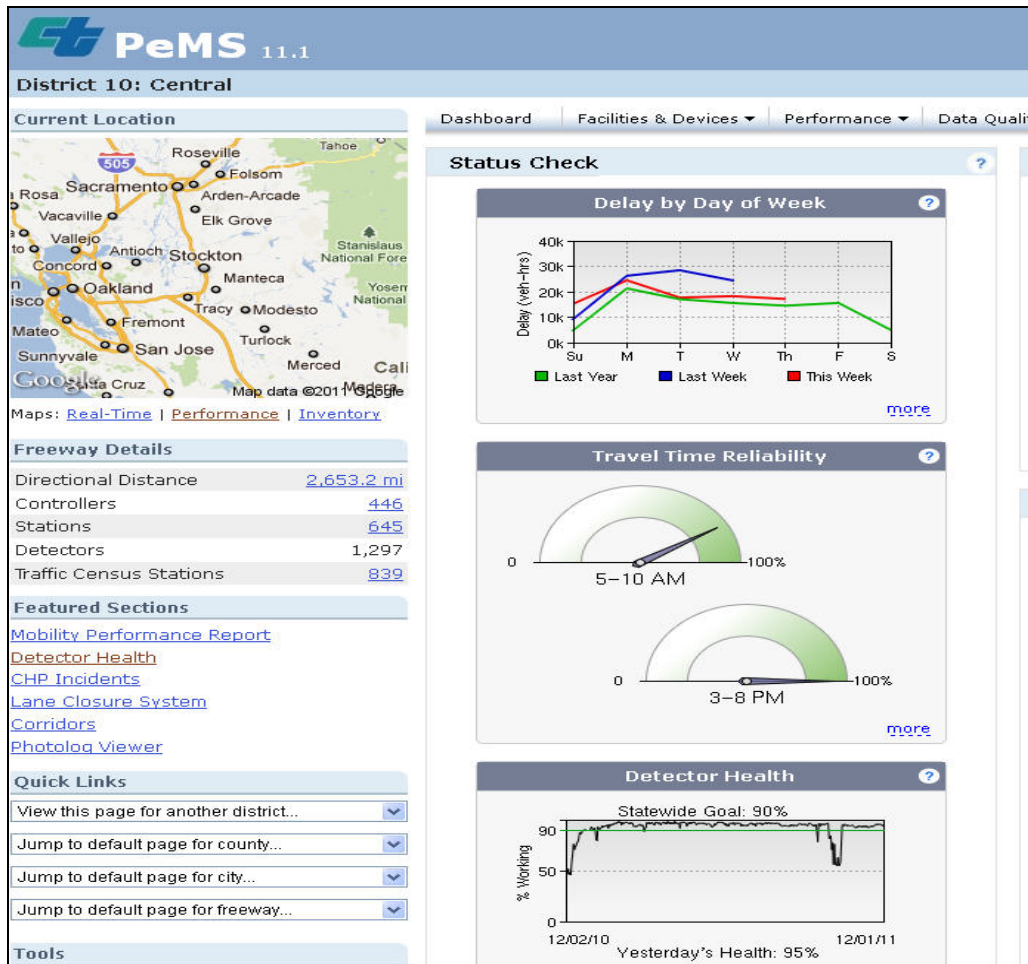 PeMS 11.1
District 10: Central
Current Location
Tahoe
Roseville
505
Folsom
Sacramento
Rosa
Arden-Arcade
Vacaville
Elk Grove
Vallejo
to
Antioch
Stockton
Stanislaus
National Fore
Concord
Manteca
n
Oakland
Yosem
isco
National
Tracy
Modesto
Mateo
Fremont
Turlock
Sunnyvale
San Jose
Merced
Cali
Google
Cruz
Map data ©2011 Google
Maps: Real-Time | Performance | Inventory
Freeway Details
Directional Distance 2,653.2 mi
Controllers 446
Stations 645
Detectors 1,297
Traffic Census Stations 839
Featured Sections
Mobility Performance Report
Detector Health
CHP Incidents
Lane Closure System
Corridors
Photolog Viewer
Quick Links
View this page for another district...
Jump to default page for county...
Jump to default page for city...
Jump to default page for freeway...
Tools
Dashboard Facilities & Devices Performance Data Quali
Status Check ?
Delay by Day of Week ?
Delay (veh-hrs)
40k
30k
20k
10k
0k
Su M T W Th F S
Last Year Last Week This Week
more
Travel Time Reliability ?
0 100%
5-10 AM
0 100%
3-8 PM
more
Detector Health ?
Statewide Goal: 90%
% Working
90
50
0
12/02/10 12/01/11
Yesterday's Health: 95%